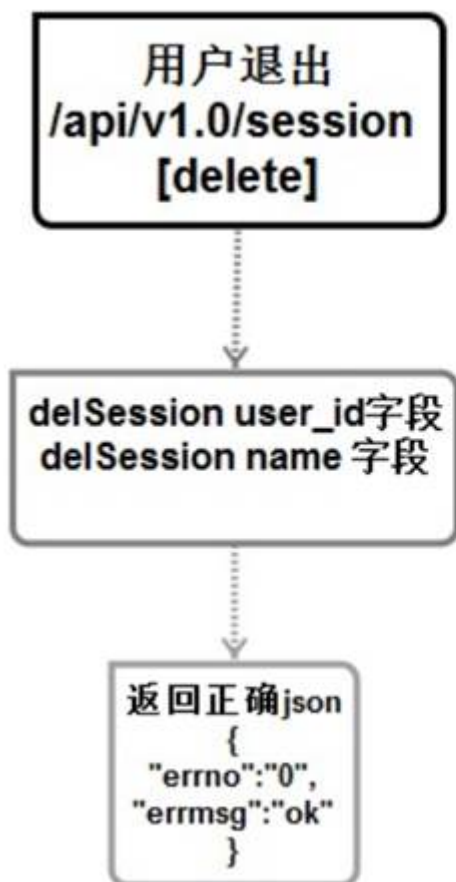 用户退出
/api/v1.0/session
[delete]
delSession user_id字段
delSession name 字段
返回正确json
{
"errno":"0",
"errmsg":"ok"
}